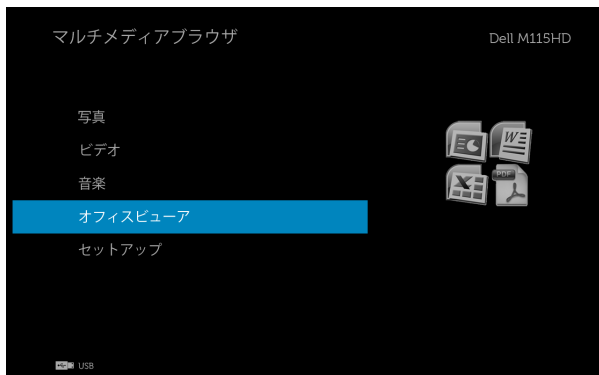 マルチメディアブラウザ
Dell M115HD
写真
ビデオ
音楽
オフィスビューア
セットアップ
W
X
PDF
USB